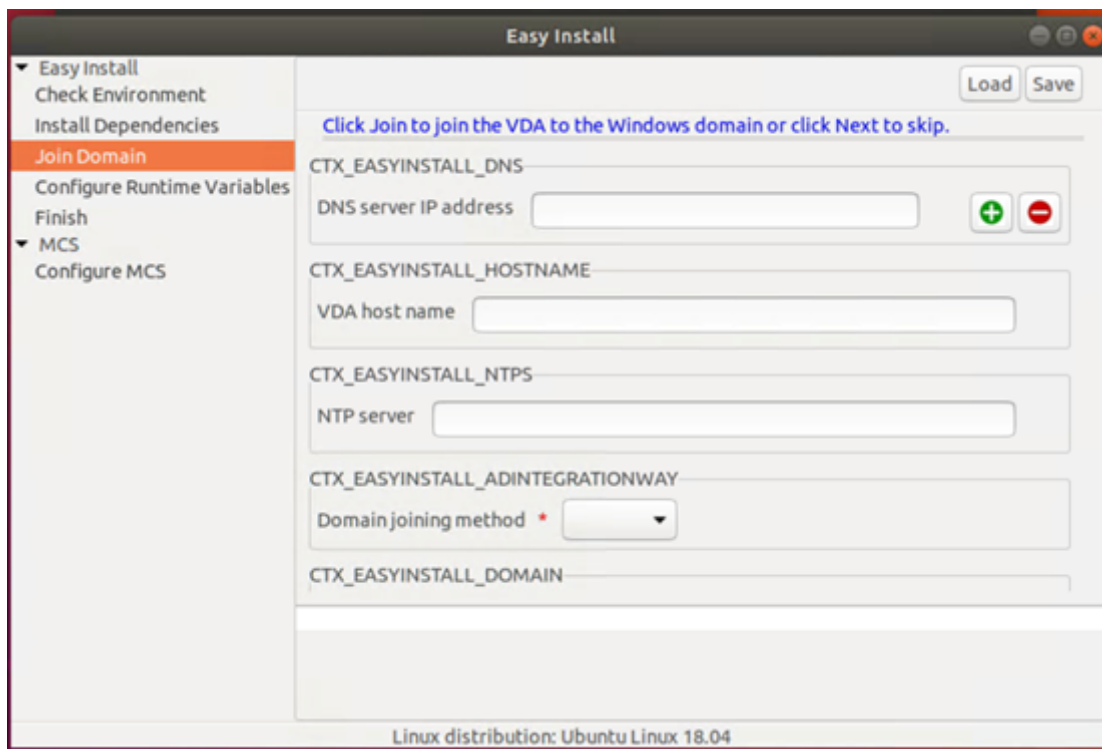 Easy Install
Easy Install
Check Environment
Install Dependencies
Join Domain
Configure Runtime Variables
Finish
MCS
Configure MCS
Load Save
Click Join to join the VDA to the Windows domain or click Next to skip.
CTX_EASYINSTALL_DNS
DNS server IP address
CTX_EASYINSTALL_HOSTNAME
VDA host name
CTX_EASYINSTALL_NTPS
NTP server
CTX_EASYINSTALL_ADINTEGRATIONWAY
Domain joining method *
CTX_EASYINSTALL_DOMAIN
Linux distribution: Ubuntu Linux 18.04